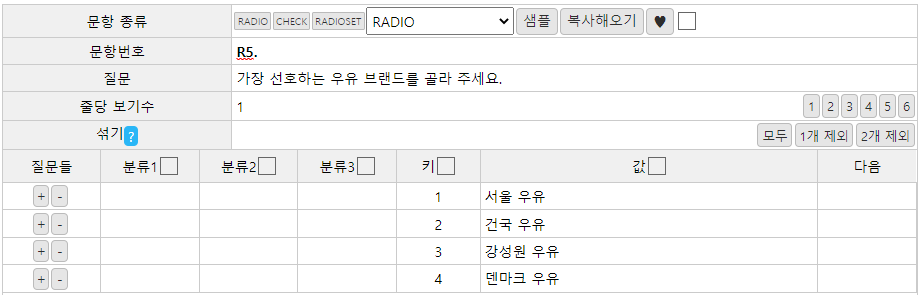 문항 종류 RADIO CHECK RADIOSET RADIO 샘플 복사해오기 ♥
문항번호 R5.
질문 가장 선호하는 우유 브랜드를 골라 주세요.
줄당 보기수 1 1 2 3 4 5 6
섞기? 모두 1개 제외 2개 제외
질문들 분류1 분류2 분류3 키 값 다음
+ - 1 서울 우유
+ - 2 건국 우유
+ - 3 강성원 우유
+ - 4 덴마크 우유